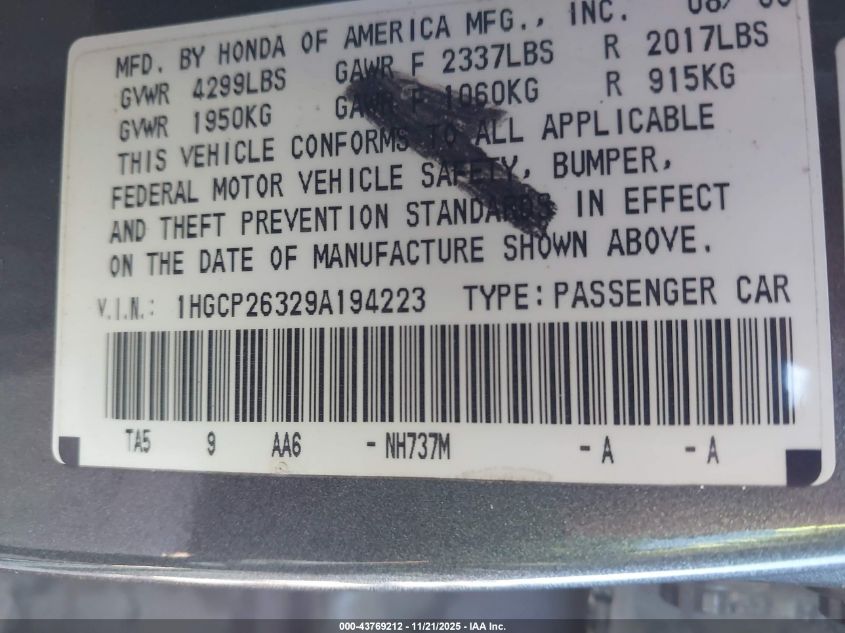 MFD. BY HONDA OF AMERICA MFG., INC.
GVWR 4299LBS GAWR F 2337LBS R 2017LBS
GVWR 1950KG GAWR F 1060KG R 915KG
THIS VEHICLE CONFORMS TO ALL APPLICABLE
FEDERAL MOTOR VEHICLE SAFETY, BUMPER,
AND THEFT PREVENTION STANDARDS IN EFFECT
ON THE DATE OF MANUFACTURE SHOWN ABOVE.
V.I.N.: 1HGCP26329A194223 TYPE: PASSENGER CAR
TA5 9 AA6 - NH737M - A - A
000-43769212 - 11/21/2025 - IAA Inc.